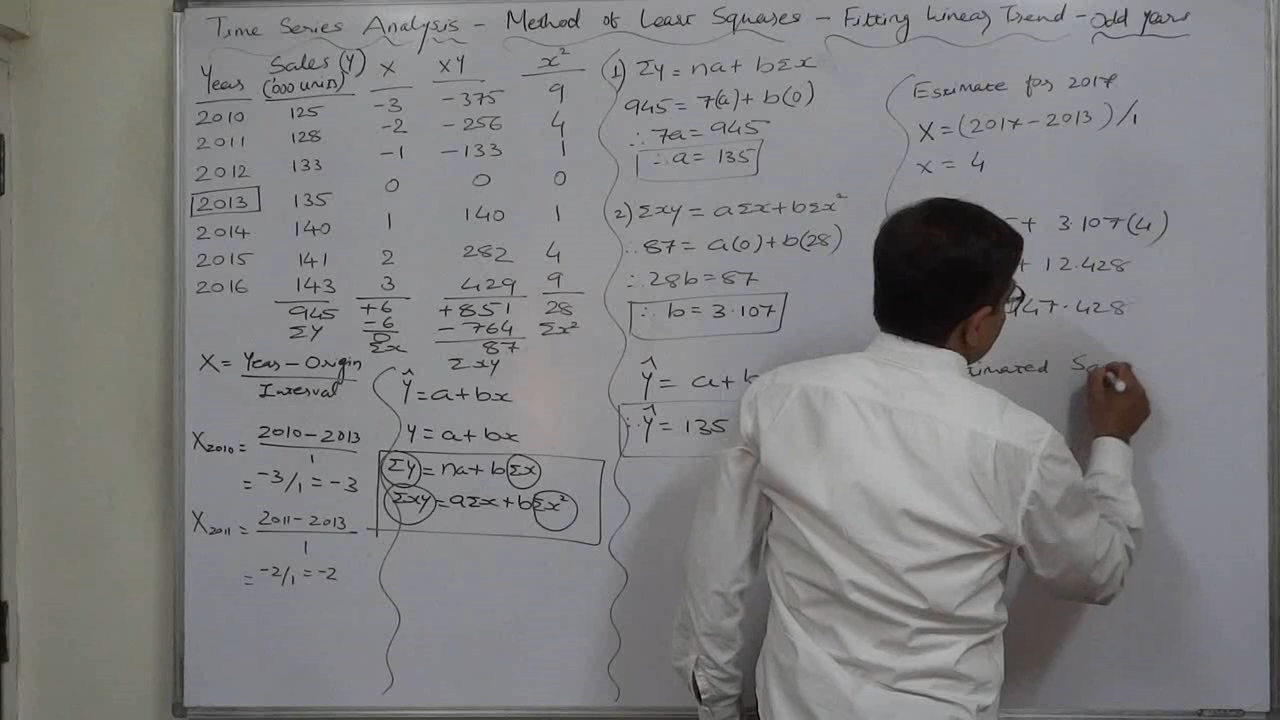 Time Series Analysis - Method of Least Squares - Fitting Linear Trend - odd years
Years Sales (Y) ('000 units) X XY x²
2010 125 -3 -375 9
2011 128 -2 -256 4
2012 133 -1 -133 1
2013 135 0 0 0
2014 140 1 140 1
2015 141 2 282 4
2016 143 3 429 9
945 +6 +851 28
ΣY -6 -764 Σx²
0 87
Σx Σxy
X = Years - Origin
Interval
X2010 = 2010 - 2013
1
= -3/1 = -3
X2011 = 2011 - 2013
1
= -2/1 = -2
Ŷ = a + bx
y = a + bx
Σy = na + bΣx
Σxy = aΣx + bΣx²
1) Σy = na + bΣx
945 = 7(a) + b(0)
∴ 7a = 945
∴ a = 135
2) Σxy = aΣx + bΣx²
∴ 87 = a(0) + b(28)
∴ 28b = 87
∴ b = 3.107
Ŷ = a + b
∴ Ŷ = 135
Estimate for 2017
X = (2017 - 2013)/1
x = 4
+ 3.107(4)
+ 12.428
147.428
timated Sa